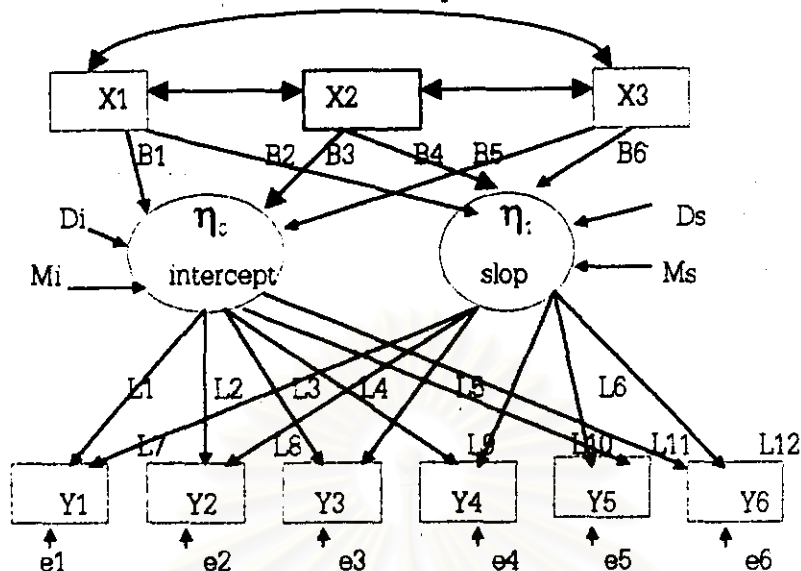 X1 X2 X3
B1 B2 B3 B4 B5 B6
Di η η Ds
Mi intercept slop Ms
L1 L2 L3 L4 L5 L6
L7 L8 L9 L10 L11 L12
Y1 Y2 Y3 Y4 Y5 Y6
e1 e2 e3 e4 e5 e6